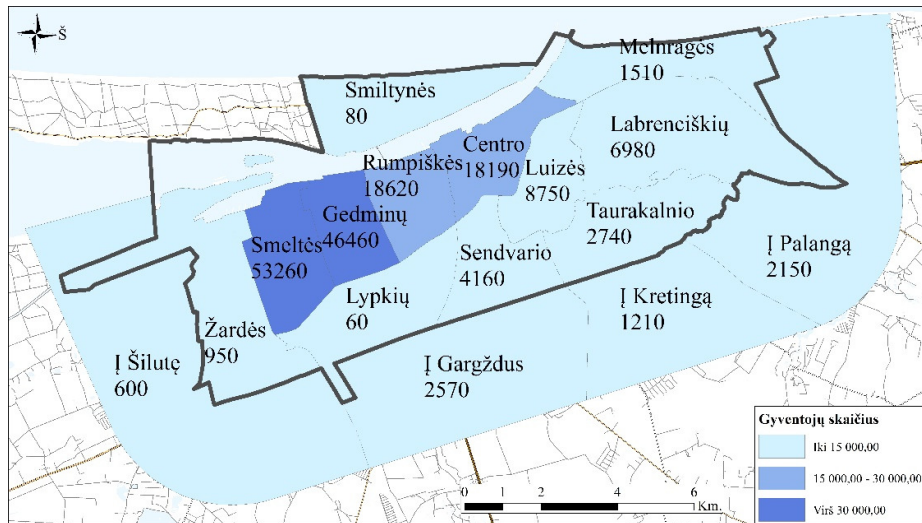 Š
Melnragės
1510
Smiltynės
80
Labrenciškių
6980
Centro
18190
Rumpiškės
18620
Luizės
8750
Gedminų
46460
Taurakalnio
2740
Smeltės
53260
Sendvario
4160
Į Palangą
2150
Lypkių
60
Į Kretingą
1210
Žardės
950
Į Šilutę
600
Į Gargždus
2570
Gyventojų skaičius
Iki 15 000,00
15 000,00 - 30 000,00
Virš 30 000,00
0 1 2 4 6
Km.